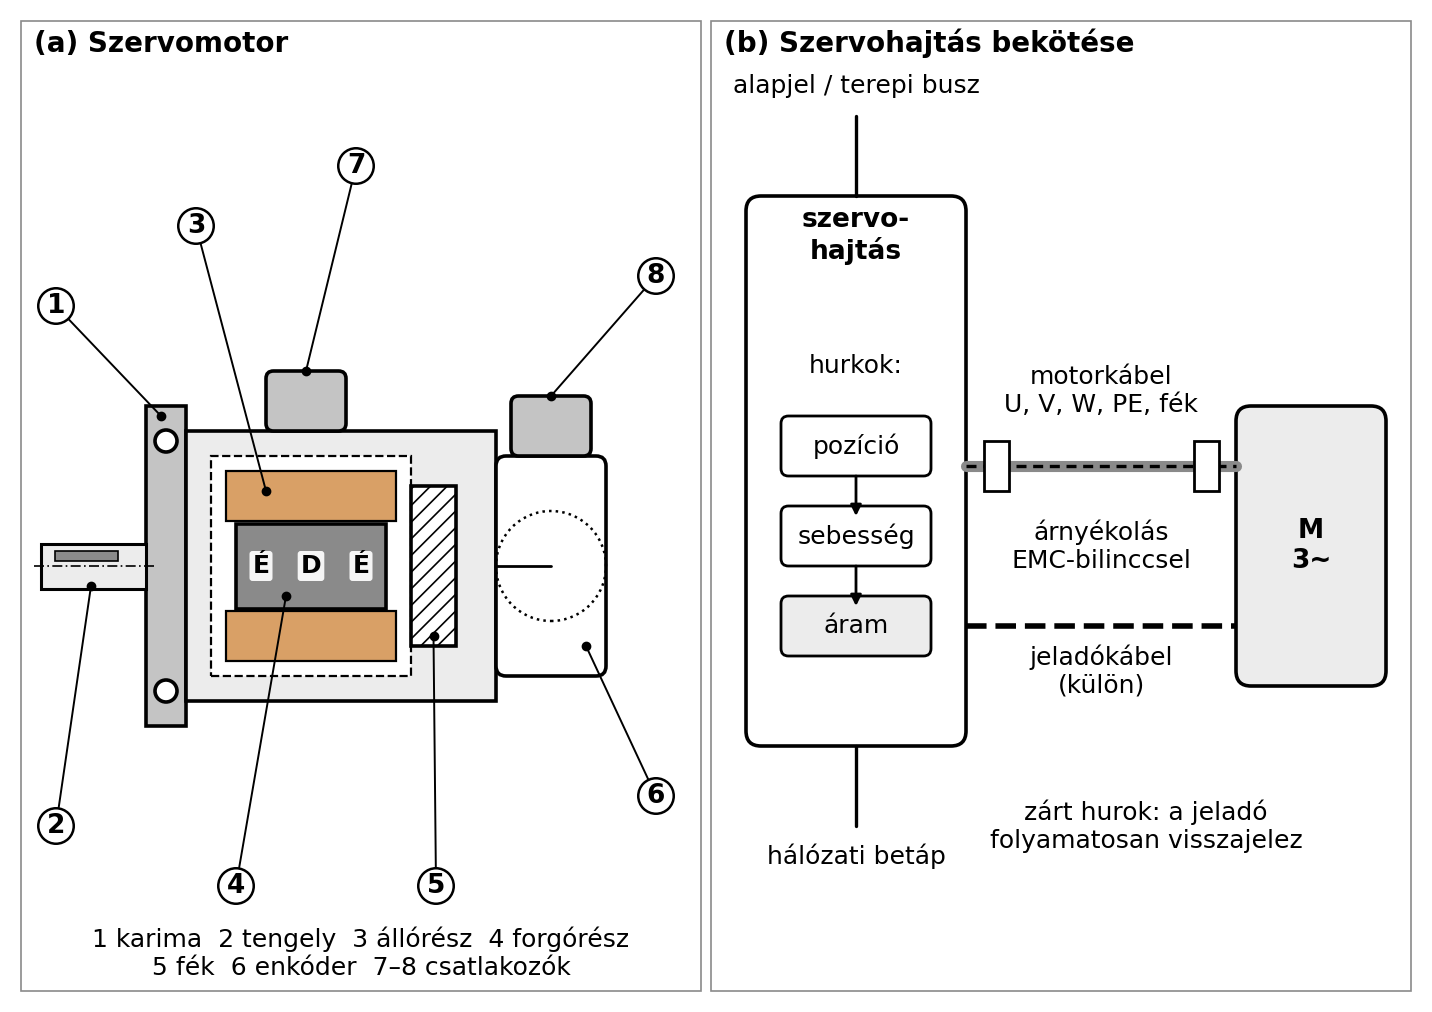 (a) Szervomotor
7
3
8
1
É D É
6
2
4
5
1 karima 2 tengely 3 állórész 4 forgórész
5 fék 6 enkóder 7–8 csatlakozók
(b) Szervohajtás bekötése
alapjel / terepi busz
szervo-
hajtás
hurkok:
pozíció
sebesség
áram
motorkábel
U, V, W, PE, fék
árnyékolás
EMC-bilinccsel
M
3~
jeladókábel
(külön)
zárt hurok: a jeladó
folyamatosan visszajelez
hálózati betáp